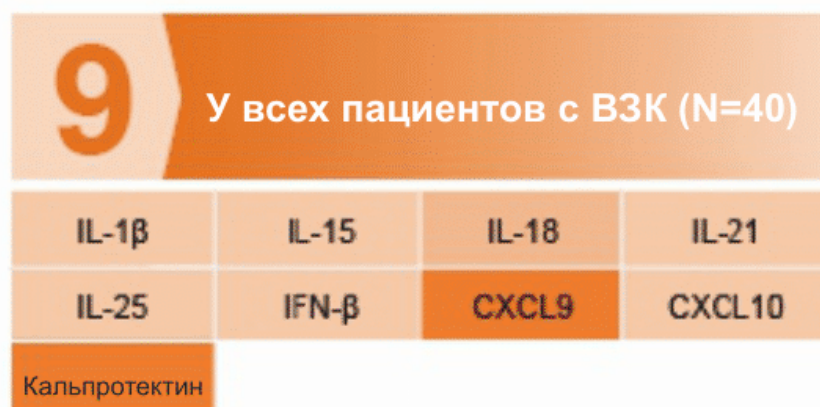 9
У всех пациентов с ВЗК (N=40)
IL-1β IL-15 IL-18 IL-21
IL-25 IFN-β CXCL9 CXCL10
Кальпротектин